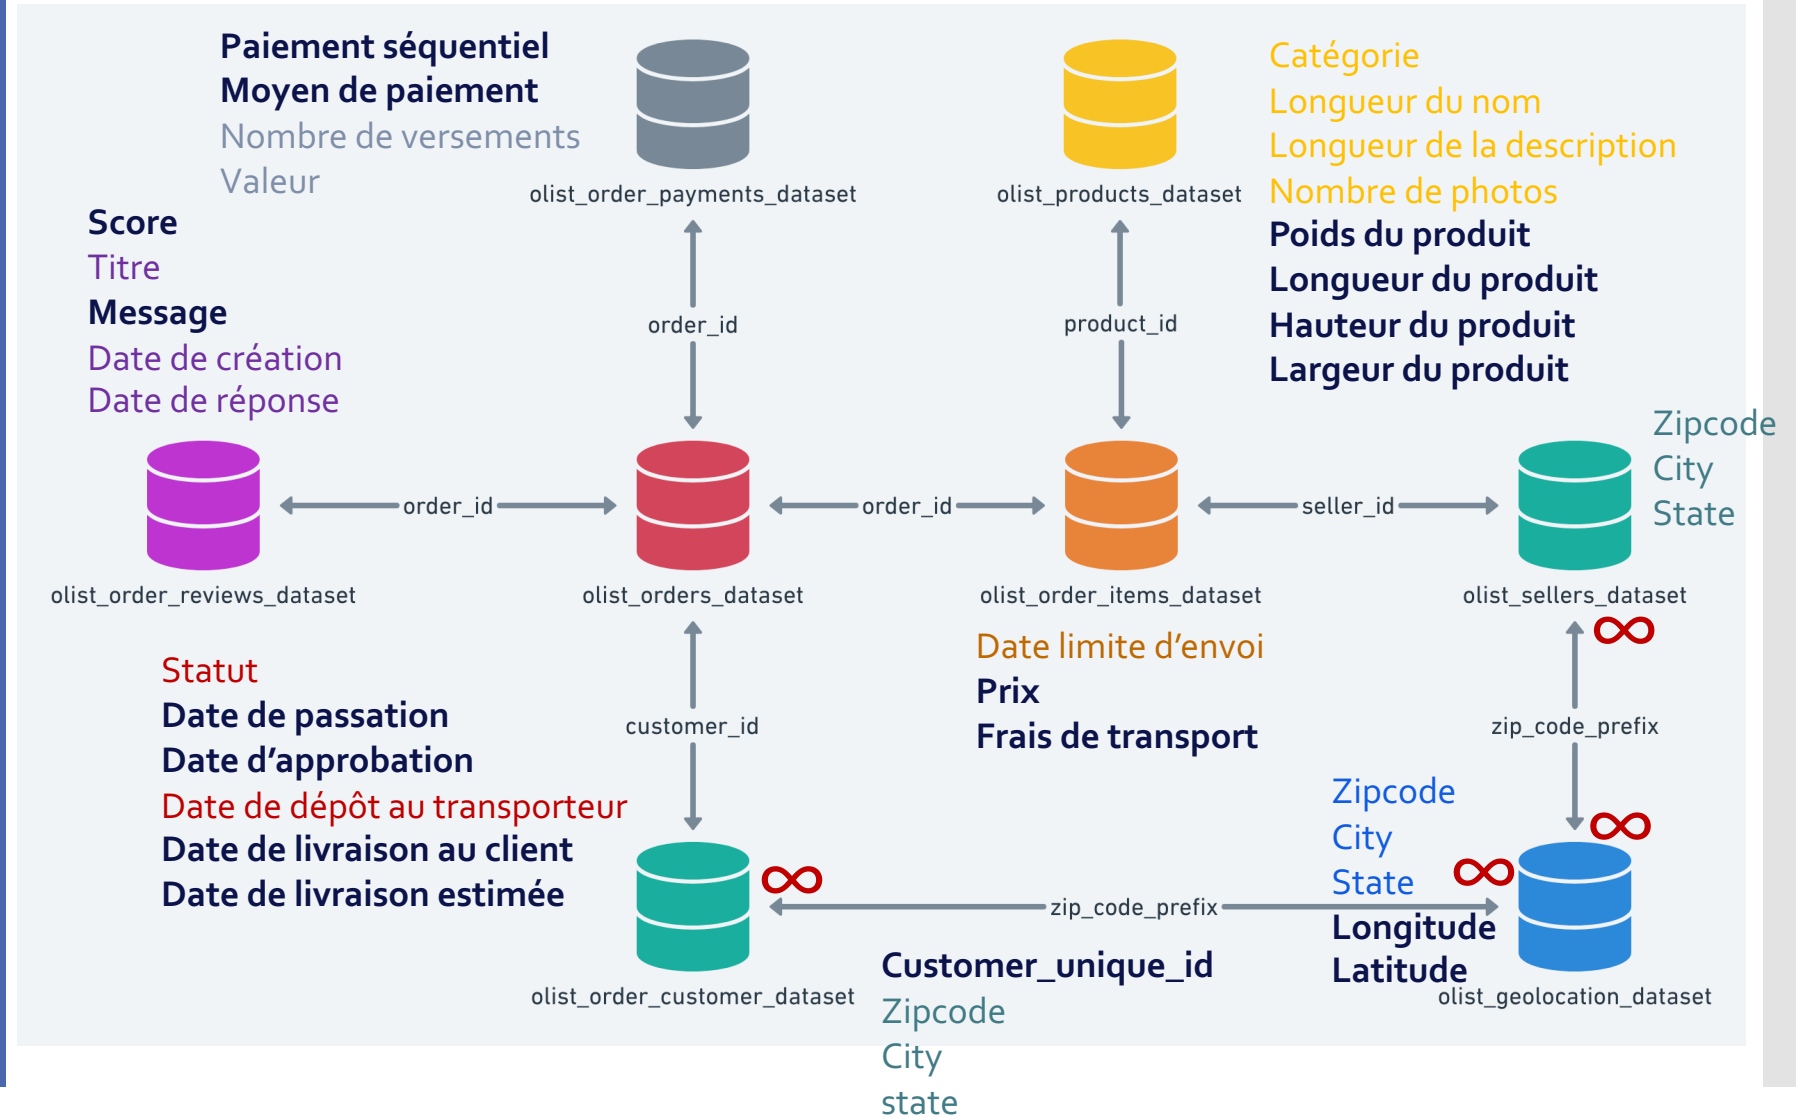 Paiement séquentiel
Moyen de paiement
Nombre de versements
Valeur
olist_order_payments_dataset
olist_products_dataset
Catégorie
Longueur du nom
Longueur de la description
Nombre de photos
Poids du produit
Longueur du produit
Hauteur du produit
Largeur du produit
Score
Titre
Message
Date de création
Date de réponse
order_id
product_id
Zipcode
City
State
order_id
order_id
seller_id
olist_order_reviews_dataset
olist_orders_dataset
olist_order_items_dataset
olist_sellers_dataset
∞
Statut
Date de passation
Date d’approbation
Date de dépôt au transporteur
Date de livraison au client
Date de livraison estimée
customer_id
Date limite d’envoi
Prix
Frais de transport
zip_code_prefix
∞
∞
∞
zip_code_prefix
Zipcode
City
State
Longitude
Latitude
olist_order_customer_dataset
olist_geolocation_dataset
Customer_unique_id
Zipcode
City
state